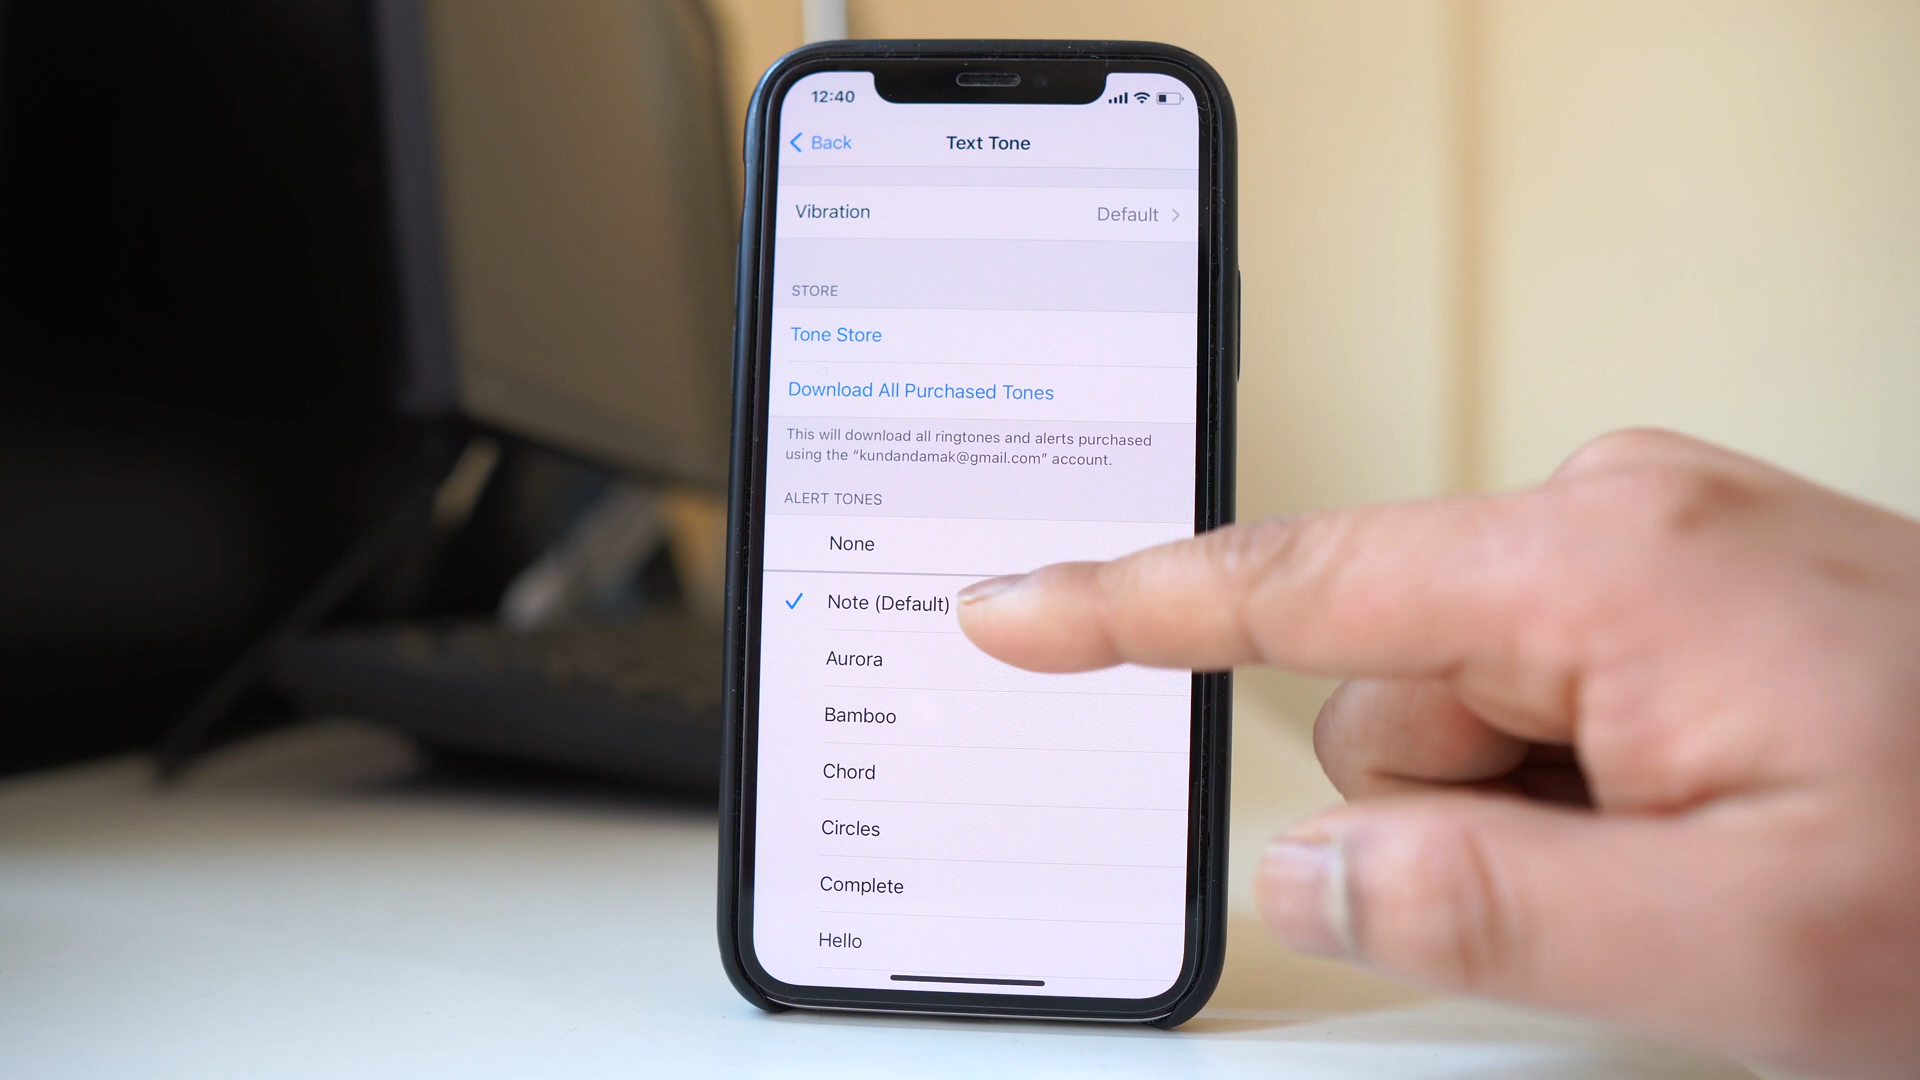 12:40
Back
Text Tone
Vibration
Default
STORE
Tone Store
Download All Purchased Tones
This will download all ringtones and alerts purchased
using the “kundandamak@gmail.com” account.
ALERT TONES
None
Note (Default)
Aurora
Bamboo
Chord
Circles
Complete
Hello